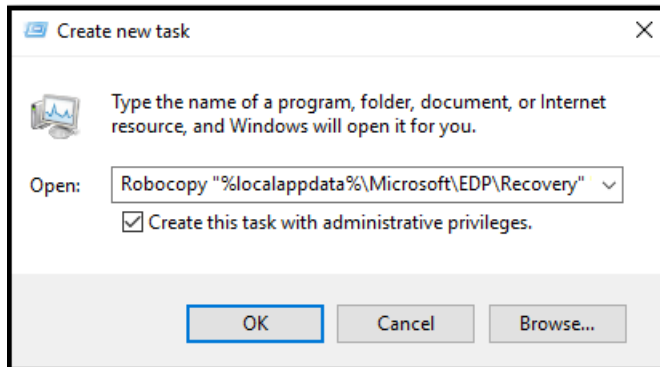 Create new task
Type the name of a program, folder, document, or Internet
resource, and Windows will open it for you.
Open: Robocopy "%localappdata%\Microsoft\EDP\Recovery"
Create this task with administrative privileges.
OK Cancel Browse...